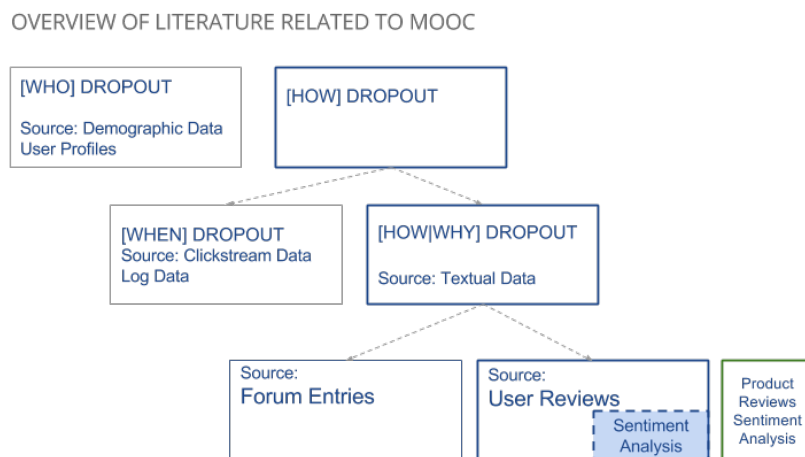 OVERVIEW OF LITERATURE RELATED TO MOOC
[WHO] DROPOUT
Source: Demographic Data
User Profiles
[HOW] DROPOUT
[WHEN] DROPOUT
Source: Clickstream Data
Log Data
[HOW|WHY] DROPOUT
Source: Textual Data
Source:
Forum Entries
Source:
User Reviews
Sentiment
Analysis
Product
Reviews
Sentiment
Analysis